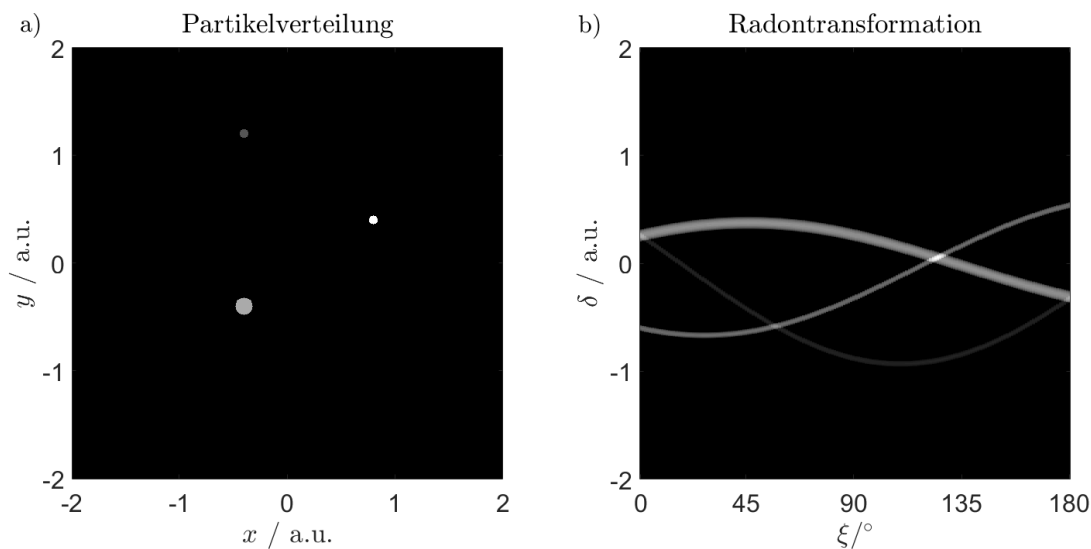 a)
Partikelverteilung
2
1
0
-1
-2
-2
-1
0
1
2
y / a.u.
x / a.u.
b)
Radontransformation
2
1
0
-1
-2
0
45
90
135
180
δ / a.u.
ξ/°